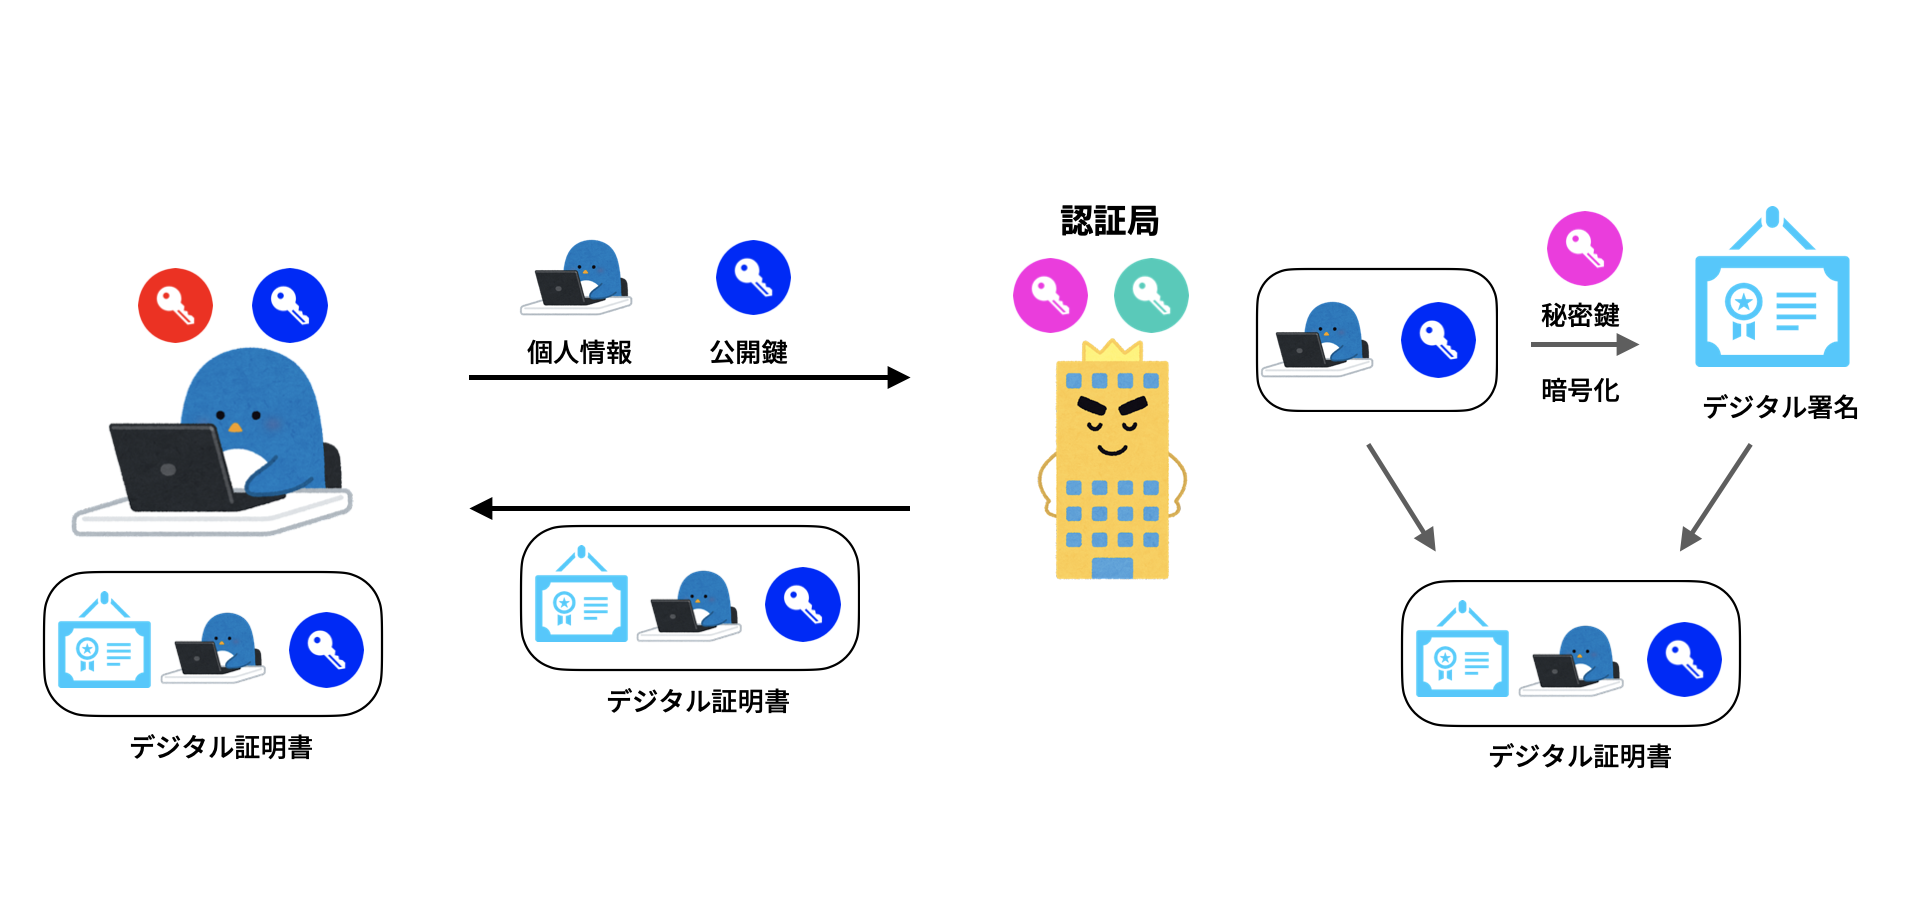 認証局
個人情報
公開鍵
秘密鍵
暗号化
デジタル署名
デジタル証明書
デジタル証明書
デジタル証明書